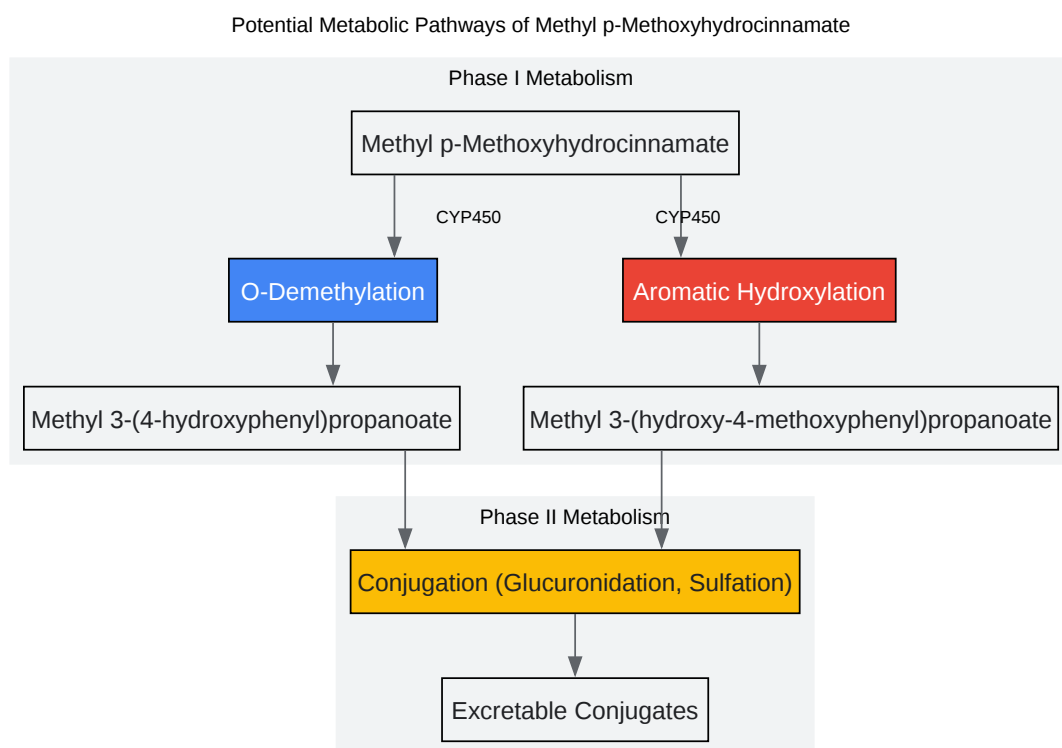 Potential Metabolic Pathways of Methyl p-Methoxyhydrocinnamate
Phase I Metabolism
Methyl p-Methoxyhydrocinnamate
CYP450
CYP450
O-Demethylation
Aromatic Hydroxylation
Methyl 3-(4-hydroxyphenyl)propanoate
Methyl 3-(hydroxy-4-methoxyphenyl)propanoate
Phase II Metabolism
Conjugation (Glucuronidation, Sulfation)
Excretable Conjugates